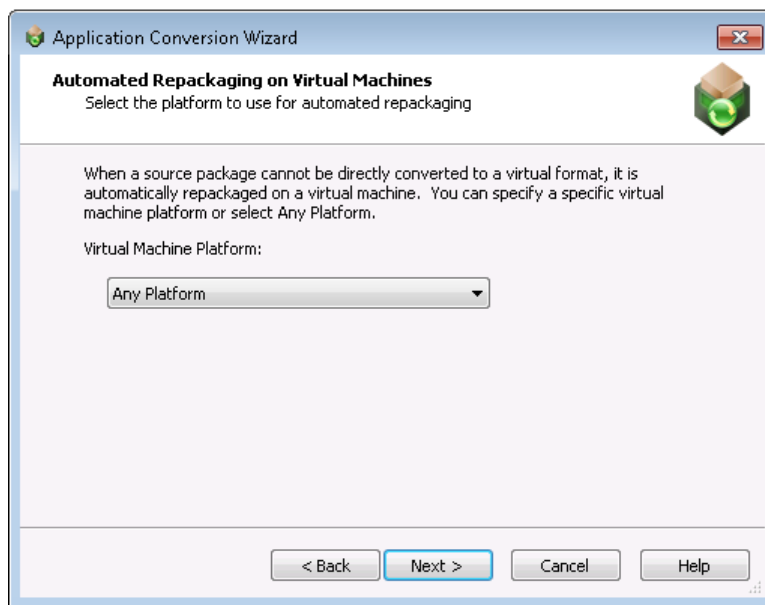 Application Conversion Wizard
Automated Repackaging on Virtual Machines
Select the platform to use for automated repackaging
When a source package cannot be directly converted to a virtual format, it is
automatically repackaged on a virtual machine.  You can specify a specific virtual
machine platform or select Any Platform.
Virtual Machine Platform:
Any Platform
< Back Next > Cancel Help